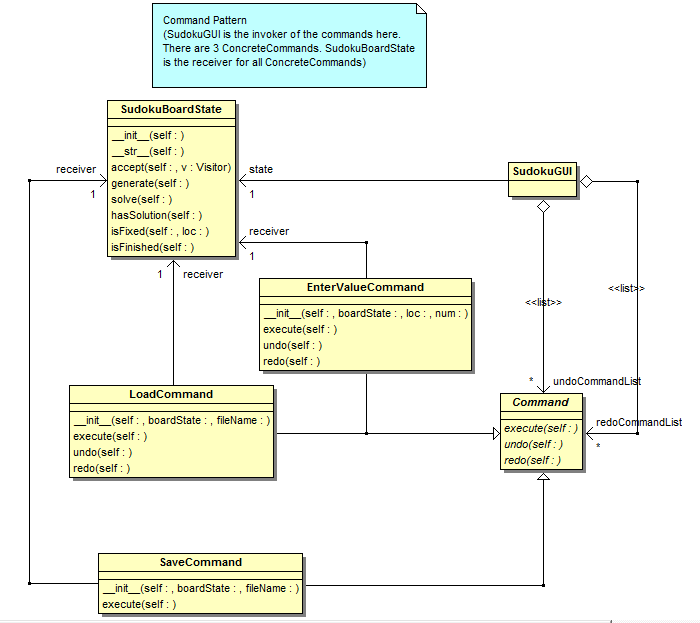 Command Pattern
(SudokuGUI is the invoker of the commands here.
There are 3 ConcreteCommands. SudokuBoardState
is the receiver for all ConcreteCommands)
SudokuBoardState
__init__(self : )
__str__(self : )
accept(self : , v : Visitor)
generate(self : )
solve(self : )
hasSolution(self : )
isFixed(self : , loc : )
isFinished(self : )
receiver
1
state
1
SudokuGUI
receiver
1
1
receiver
<<list>>
<<list>>
EnterValueCommand
__init__(self : , boardState : , loc : , num : )
execute(self : )
undo(self : )
redo(self : )
* undoCommandList
LoadCommand
__init__(self : , boardState : , fileName : )
execute(self : )
undo(self : )
redo(self : )
Command
execute(self : )
undo(self : )
redo(self : )
redoCommandList
*
SaveCommand
__init__(self : , boardState : , fileName : )
execute(self : )